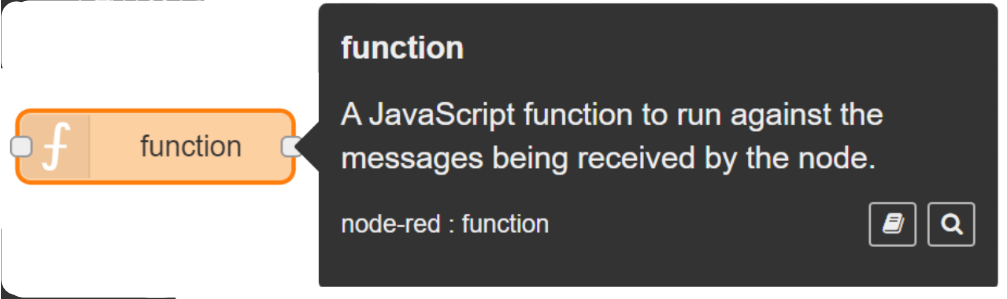 function
function
A JavaScript function to run against the
messages being received by the node.
node-red : function